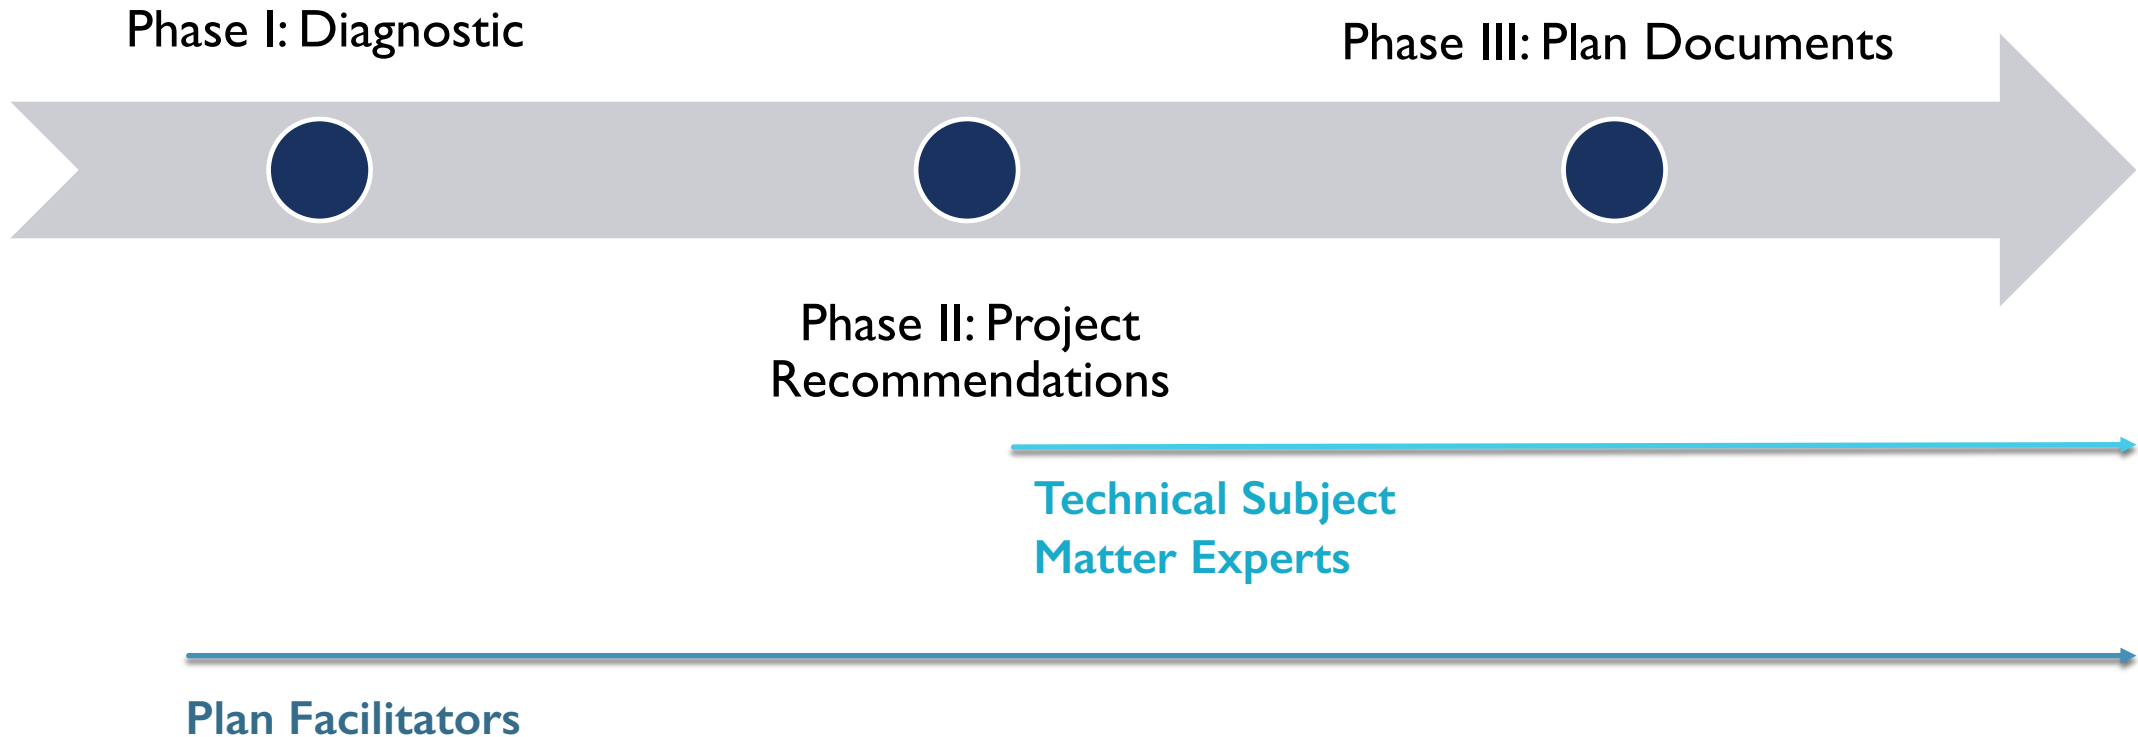 Phase I: Diagnostic
Phase III: Plan Documents
Phase II: Project
Recommendations
Technical Subject
Matter Experts
Plan Facilitators